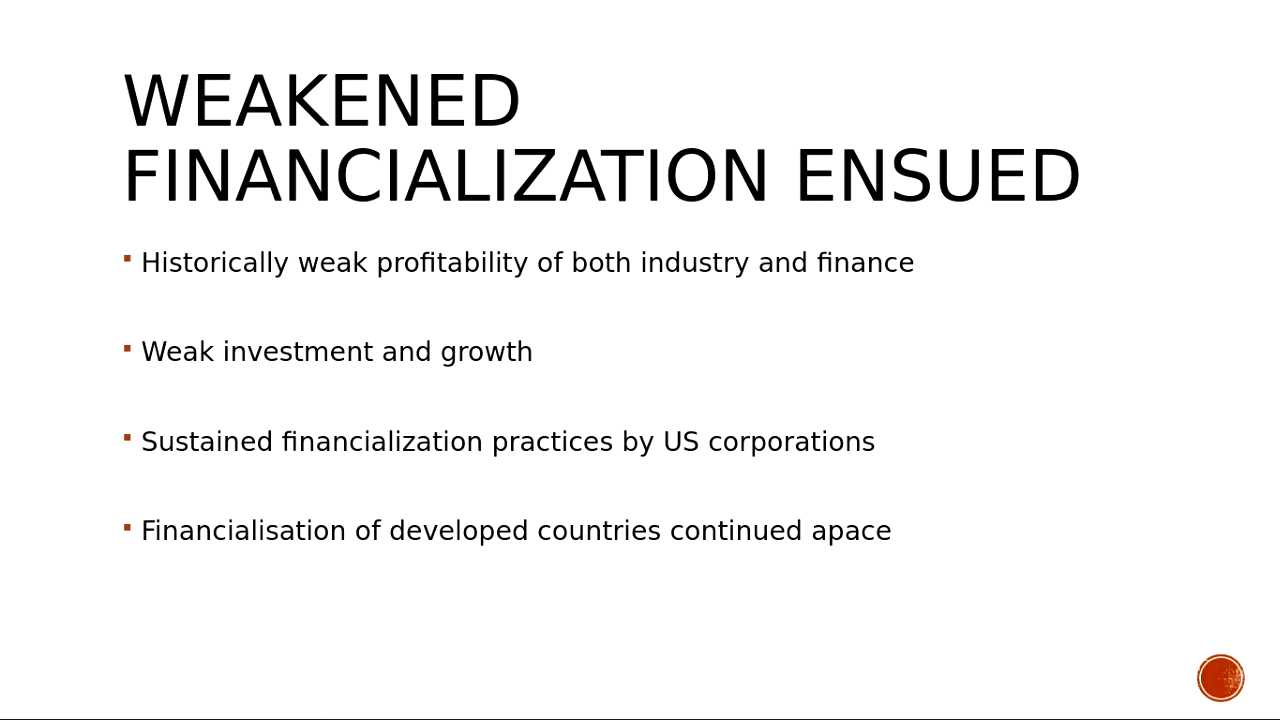 WEAKENED
FINANCIALIZATION ENSUED
Historically weak profitability of both industry and finance
Weak investment and growth
Sustained financialization practices by US corporations
Financialisation of developed countries continued apace